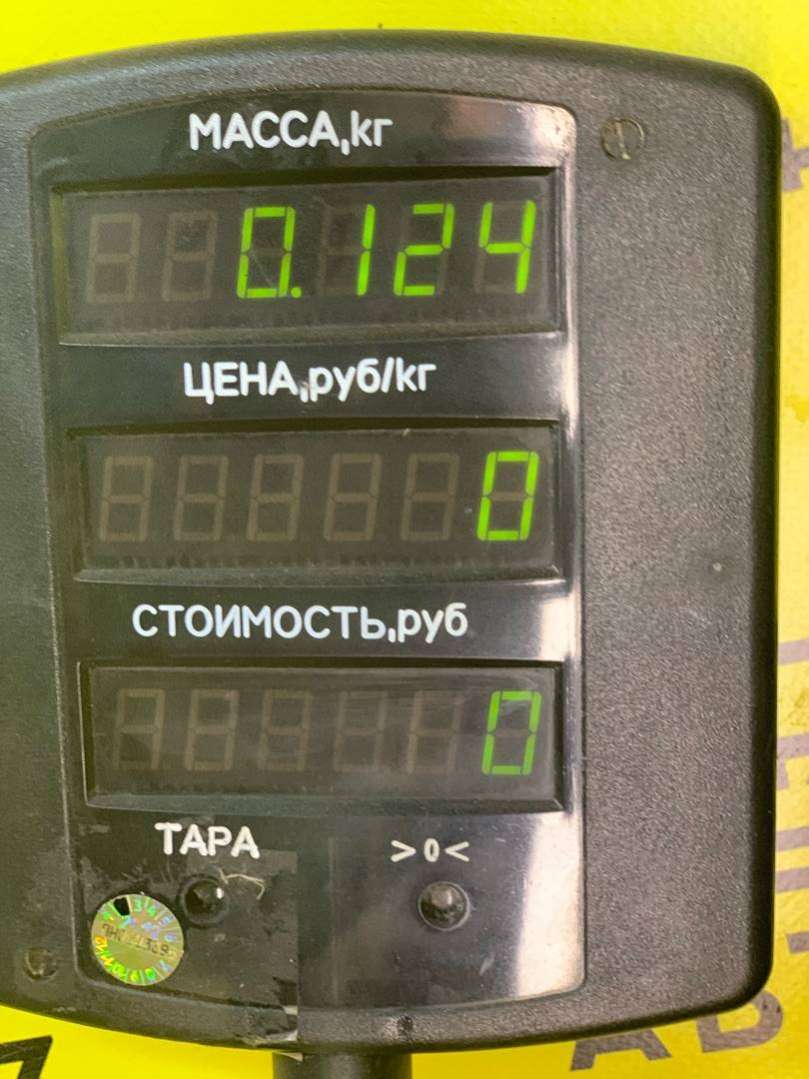 МАССА,кг
0.124
ЦЕНА,руб/кг
0
СТОИМОСТЬ,руб
0
ТАРА >0<